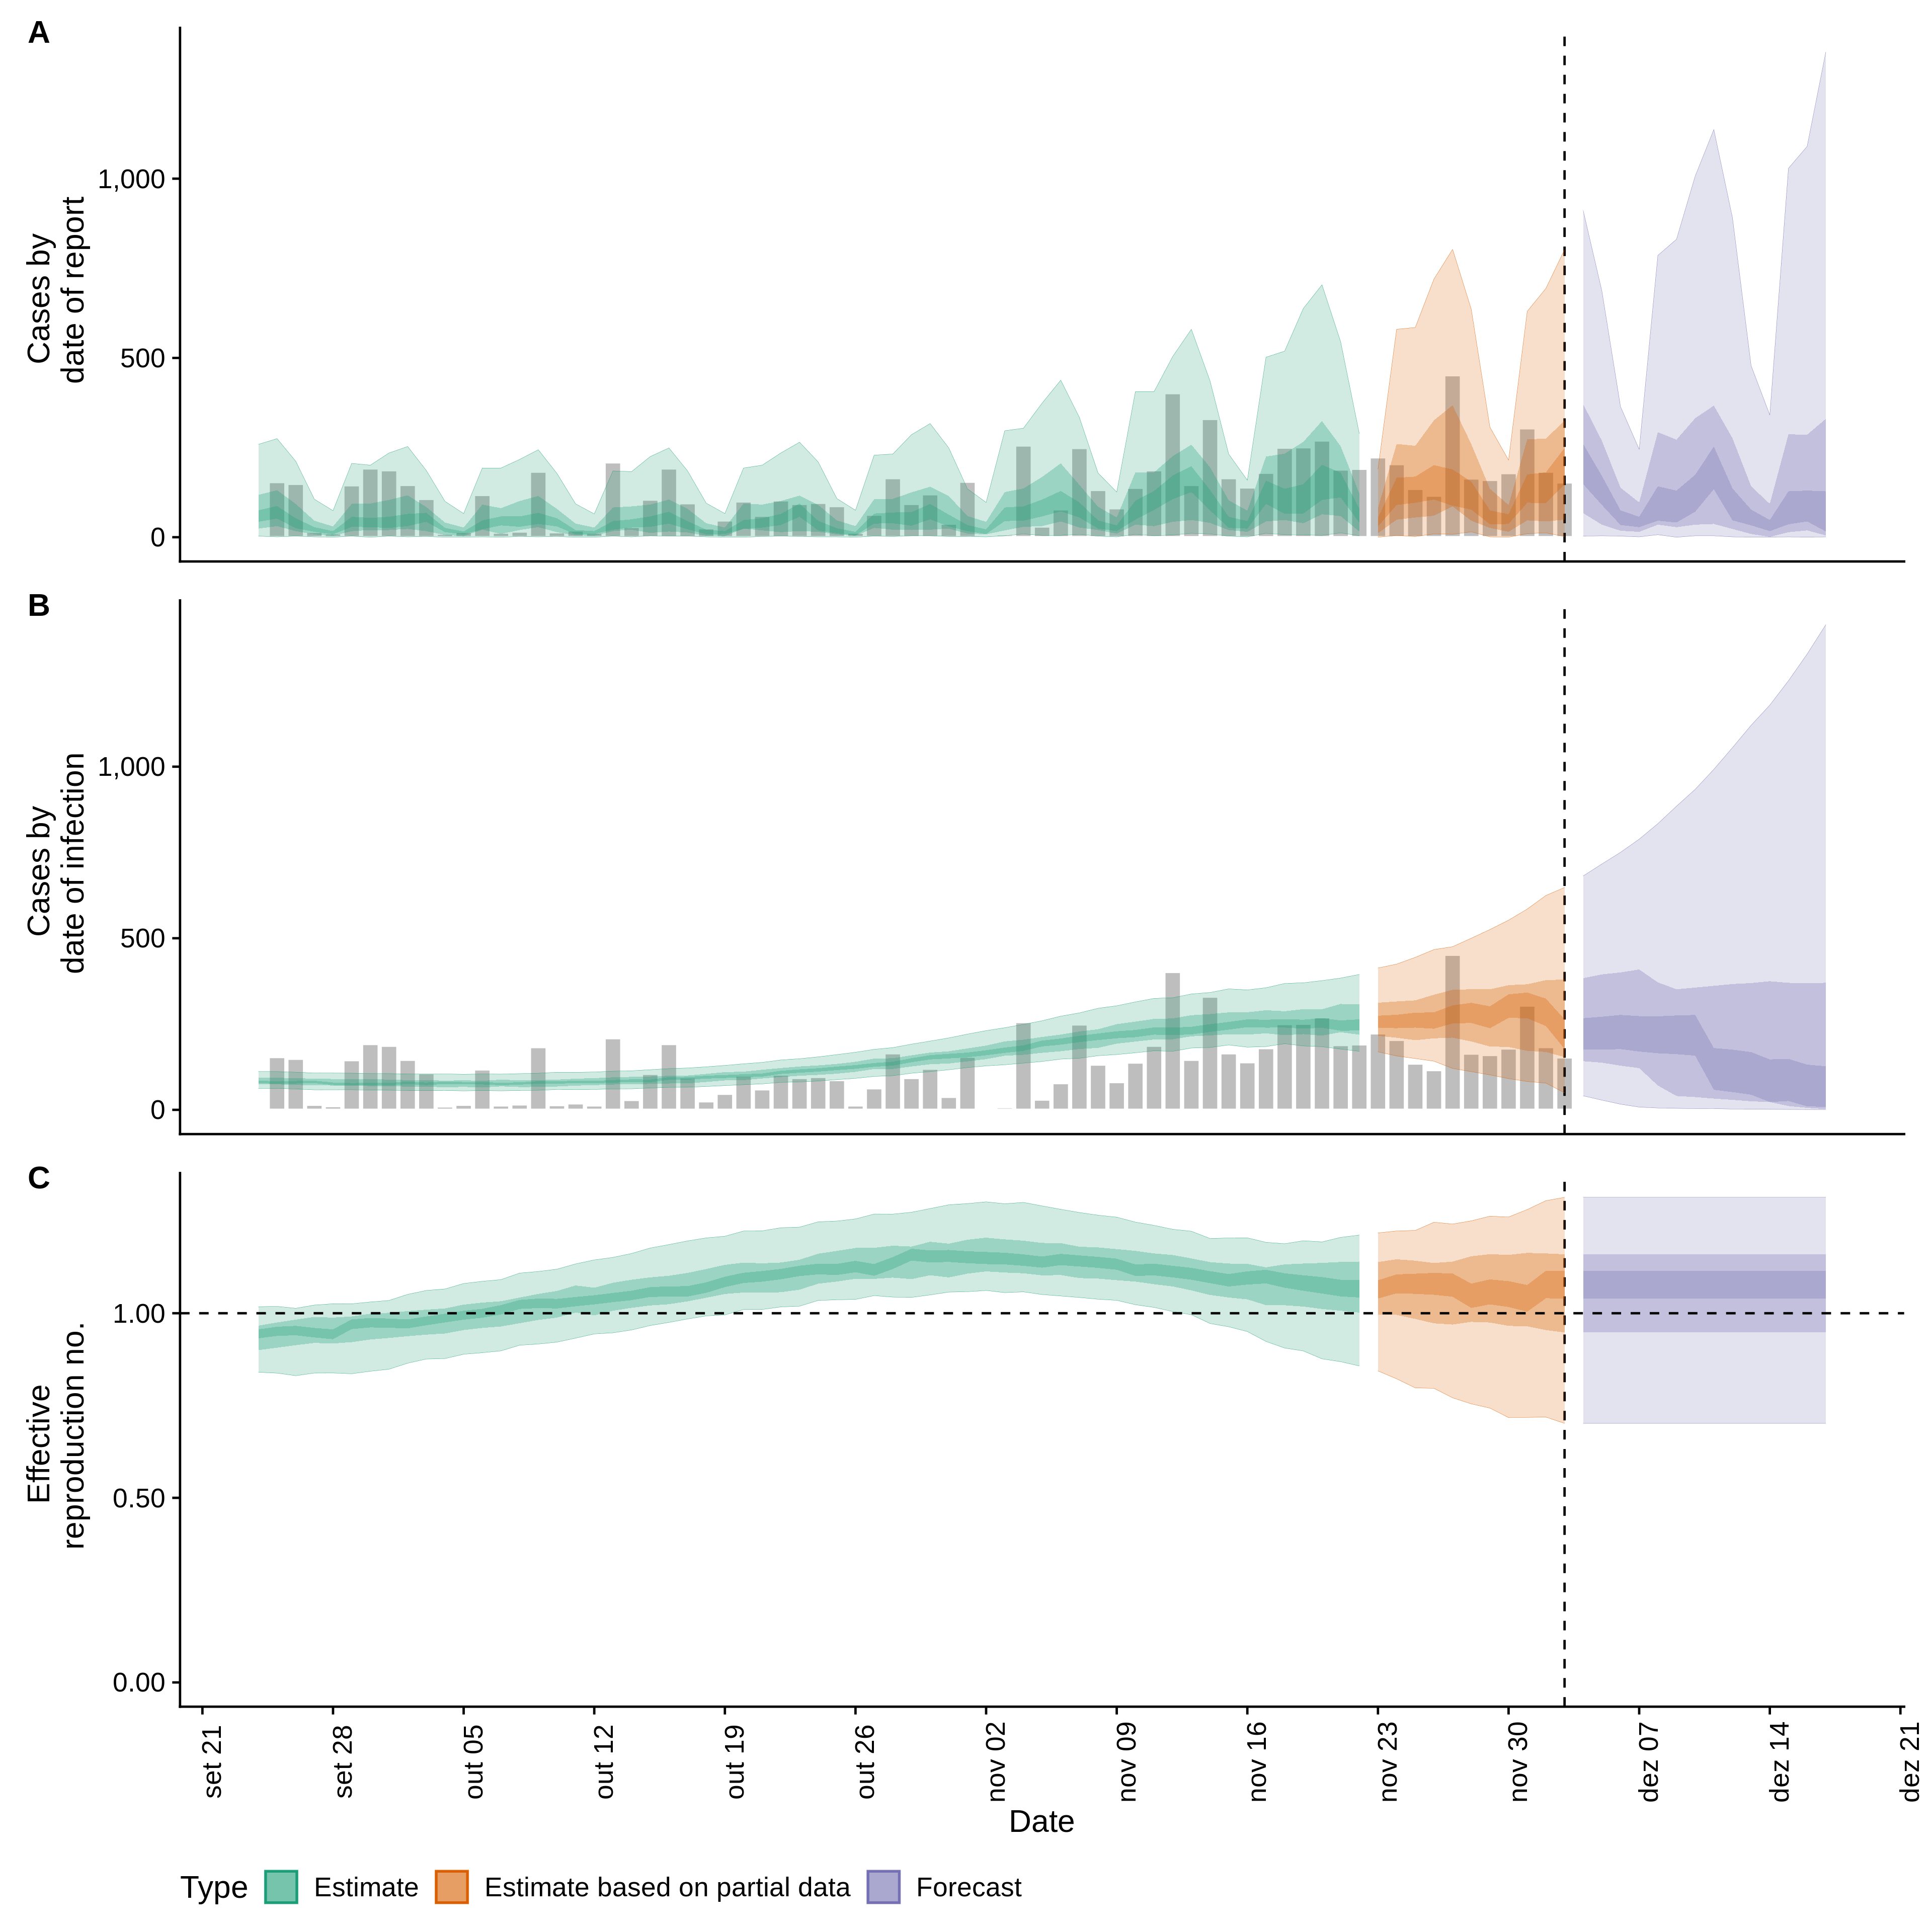 A
Cases by
date of report
1,000
500
0
B
Cases by
date of infection
1,000
500
0
C
Effective
reproduction no.
1.00
0.50
0.00
set 21
set 28
out 05
out 12
out 19
out 26
nov 02
nov 09
nov 16
nov 23
nov 30
dez 07
dez 14
dez 21
Date
Type Estimate Estimate based on partial data Forecast